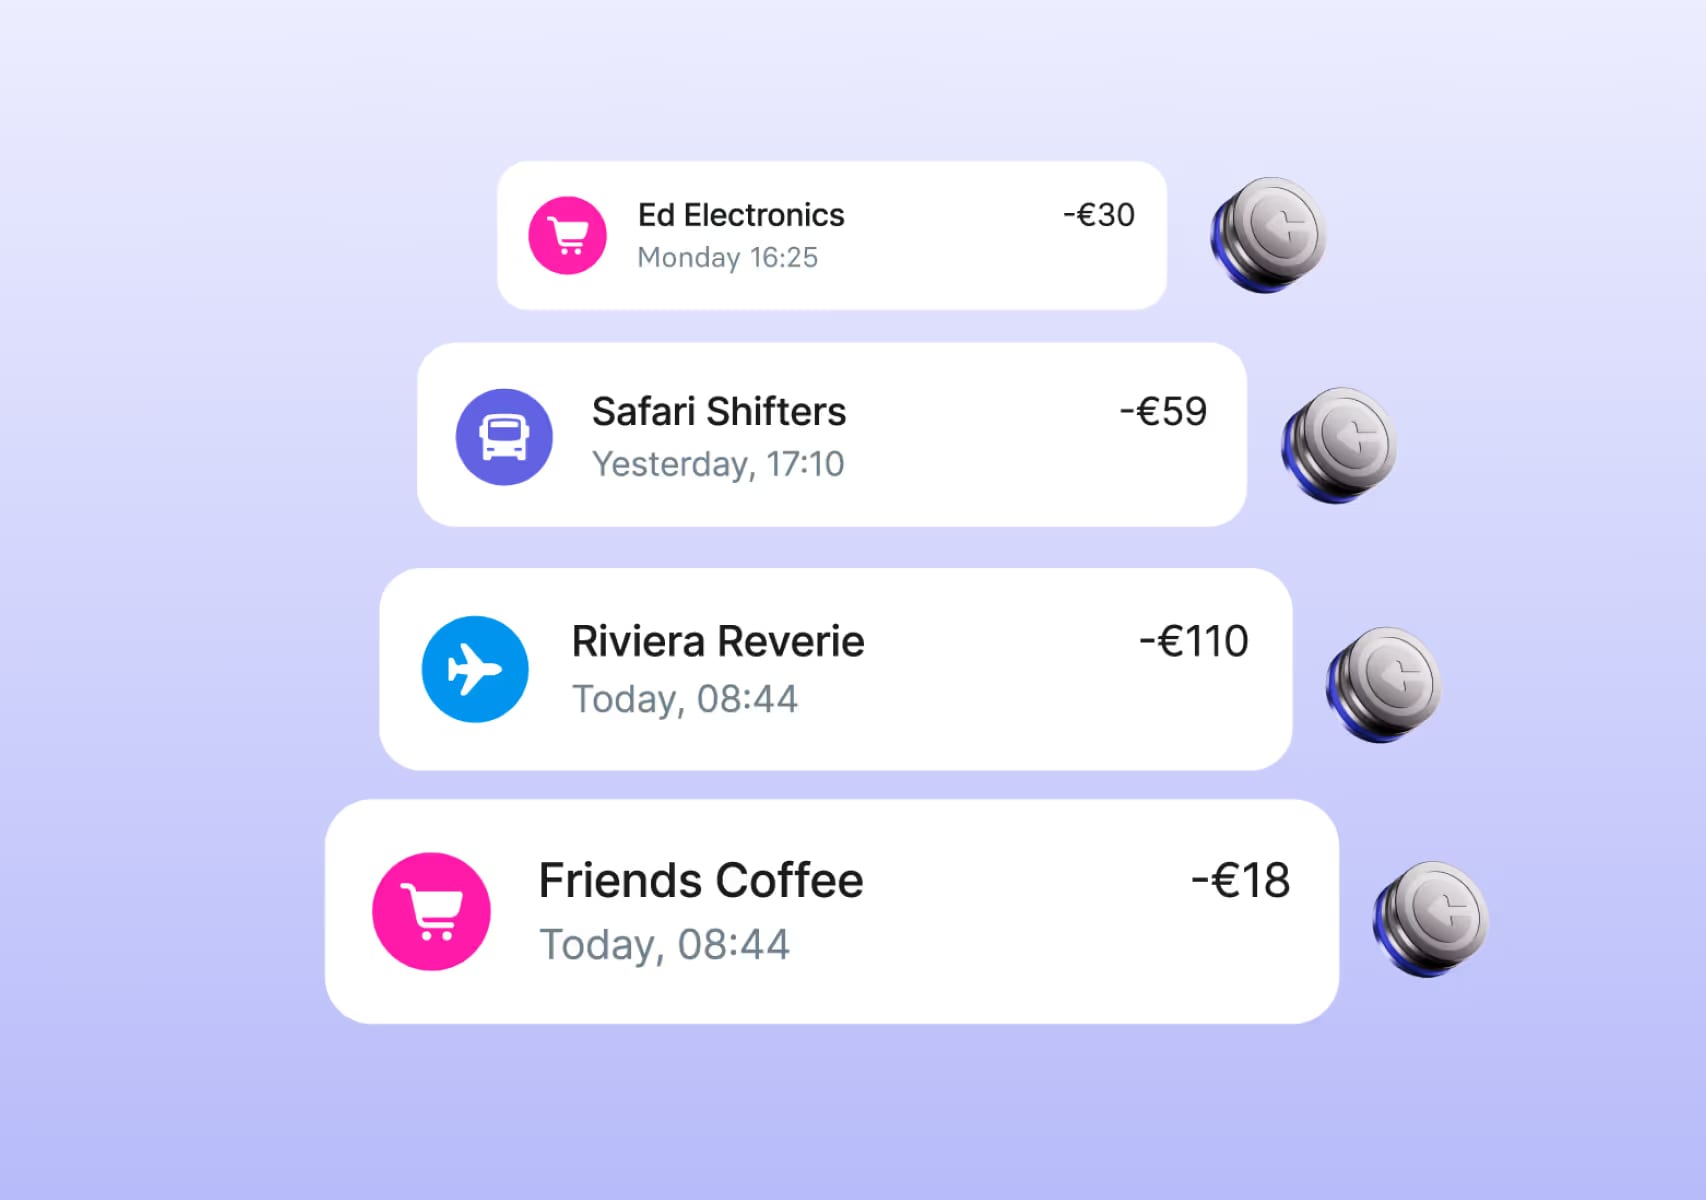 Ed Electronics -€30
Monday 16:25
Safari Shifters -€59
Yesterday, 17:10
Riviera Reverie -€110
Today, 08:44
Friends Coffee -€18
Today, 08:44